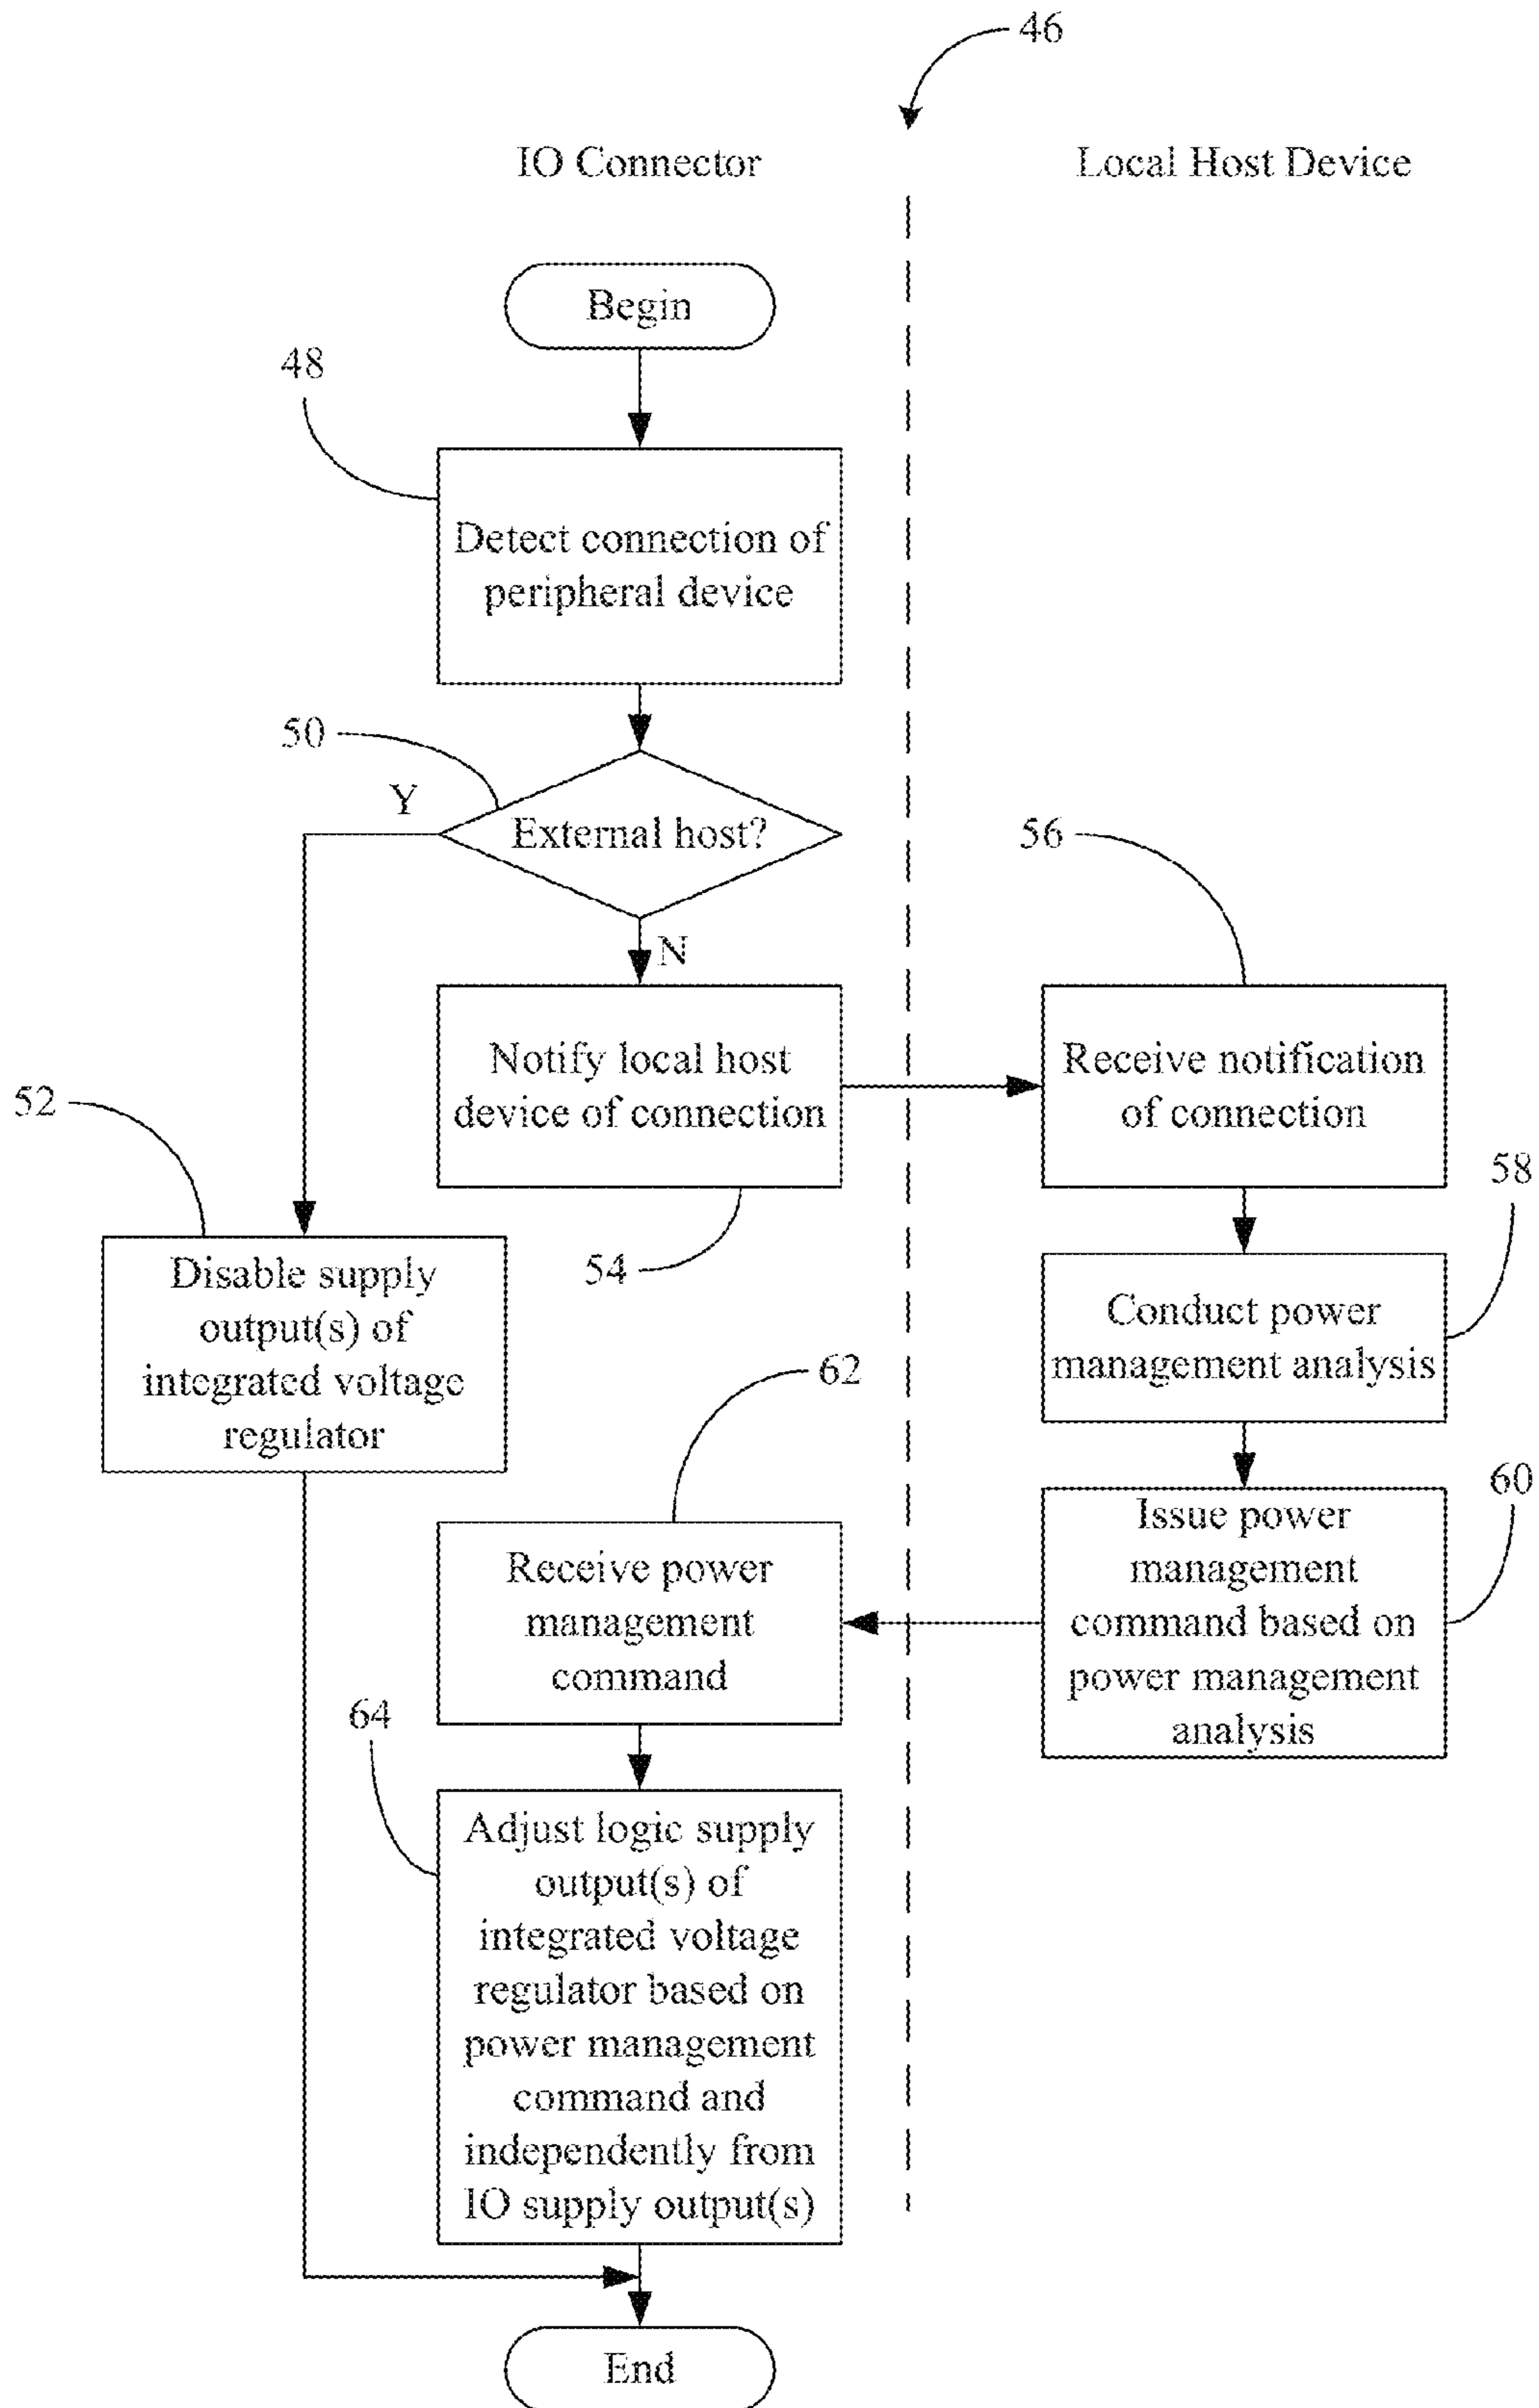 46
IO Connector
Local Host Device
Begin
48
Detect connection of
peripheral device
50
Y
External host?
N
56
Notify local host
device of connection
Receive notification
of connection
52
54
58
Disable supply
output(s) of
integrated voltage
regulator
Conduct power
management analysis
62
60
Receive power
management
command
Issue power
management
command based on
power management
analysis
64
Adjust logic supply
output(s) of
integrated voltage
regulator based on
power management
command and
independently from
IO supply output(s)
End